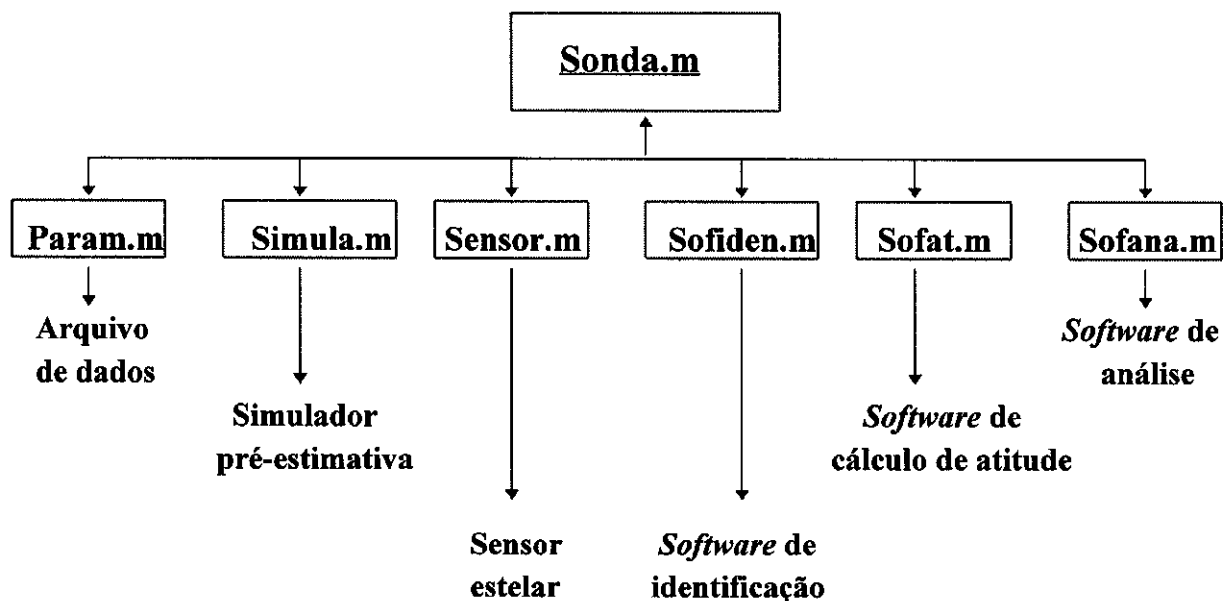 Sonda.m
Param.m
Simula.m
Sensor.m
Sofiden.m
Sofat.m
Sofana.m
Arquivo
de dados
Simulador
pré-estimativa
Sensor
estelar
Software de
identificação
Software de
cálculo de atitude
Software de
análise